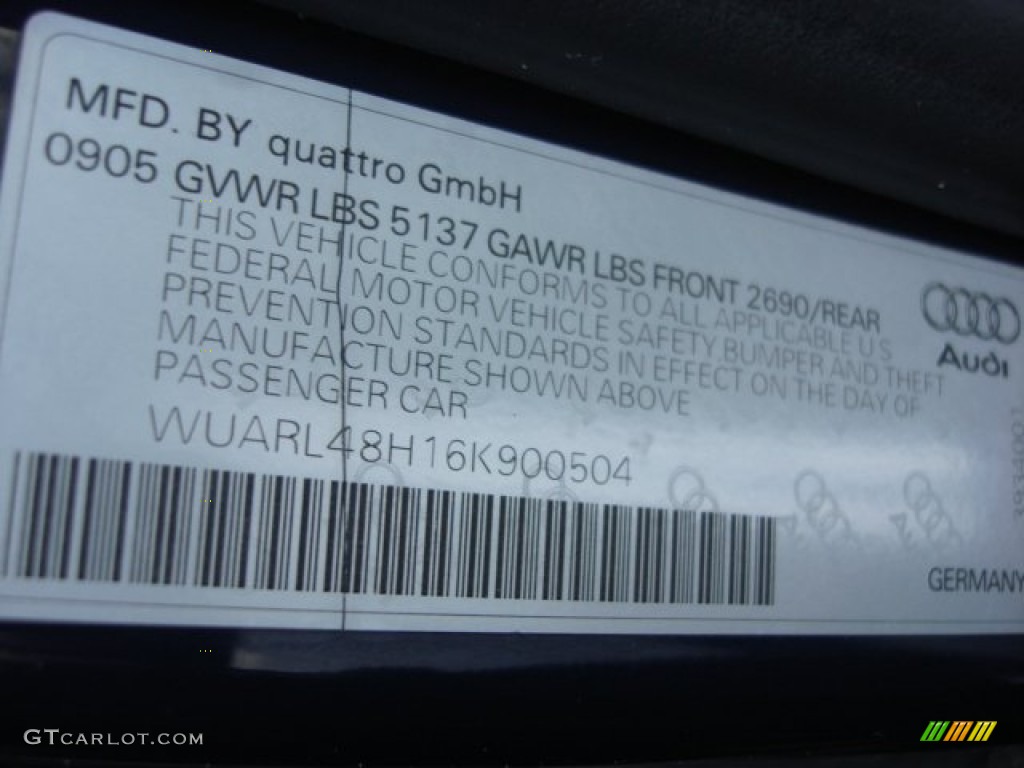 MFD. BY quattro GmbH
0905 GVWR LBS 5137 GAWR LBS FRONT 2690/REAR
THIS VEHICLE CONFORMS TO ALL APPLICABLE U S
FEDERAL MOTOR VEHICLE SAFETY, BUMPER AND THEFT
PREVENTION STANDARDS IN EFFECT ON THE DAY OF
MANUFACTURE SHOWN ABOVE
PASSENGER CAR
WUARL48H16K900504
Audi
GERMANY
GTCARLOT.COM